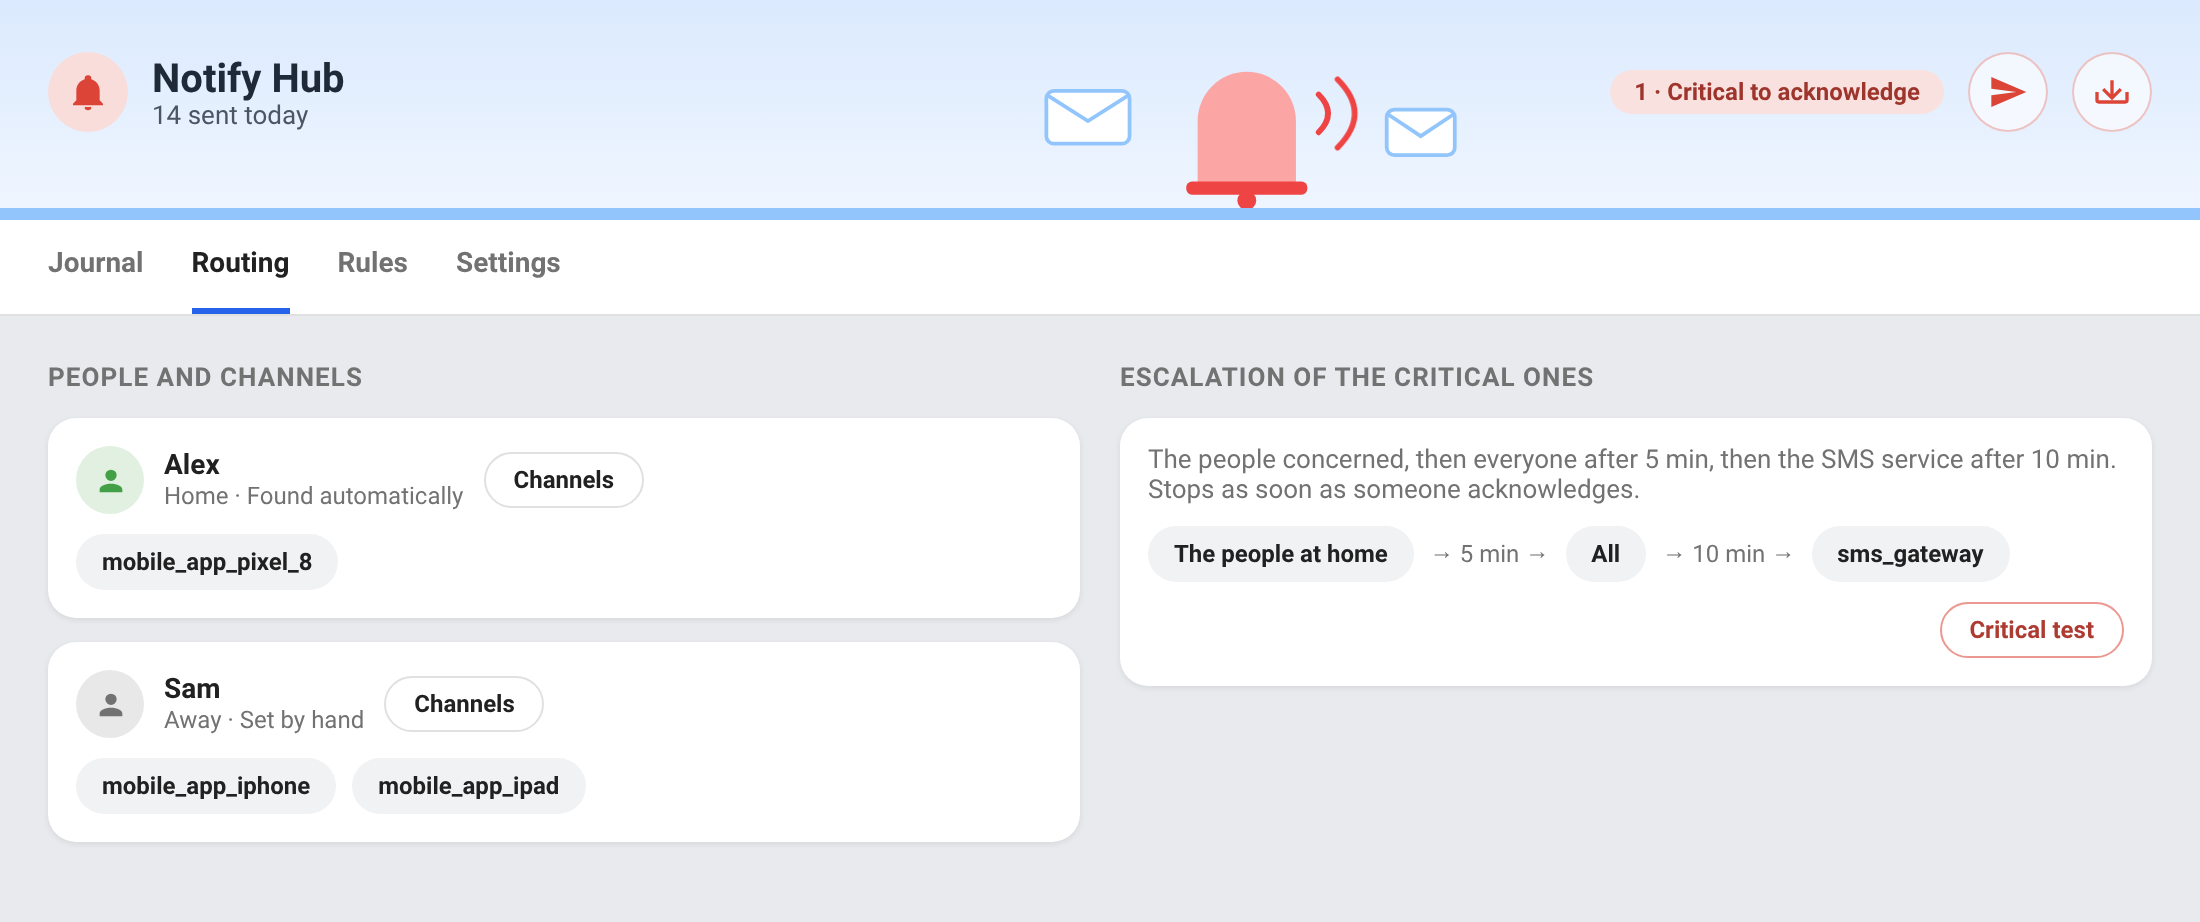 Notify Hub
14 sent today
1 · Critical to acknowledge
Journal
Routing
Rules
Settings
PEOPLE AND CHANNELS
Alex
Home · Found automatically
Channels
mobile_app_pixel_8
Sam
Away · Set by hand
Channels
mobile_app_iphone
mobile_app_ipad
ESCALATION OF THE CRITICAL ONES
The people concerned, then everyone after 5 min, then the SMS service after 10 min.
Stops as soon as someone acknowledges.
The people at home → 5 min → All → 10 min → sms_gateway
Critical test